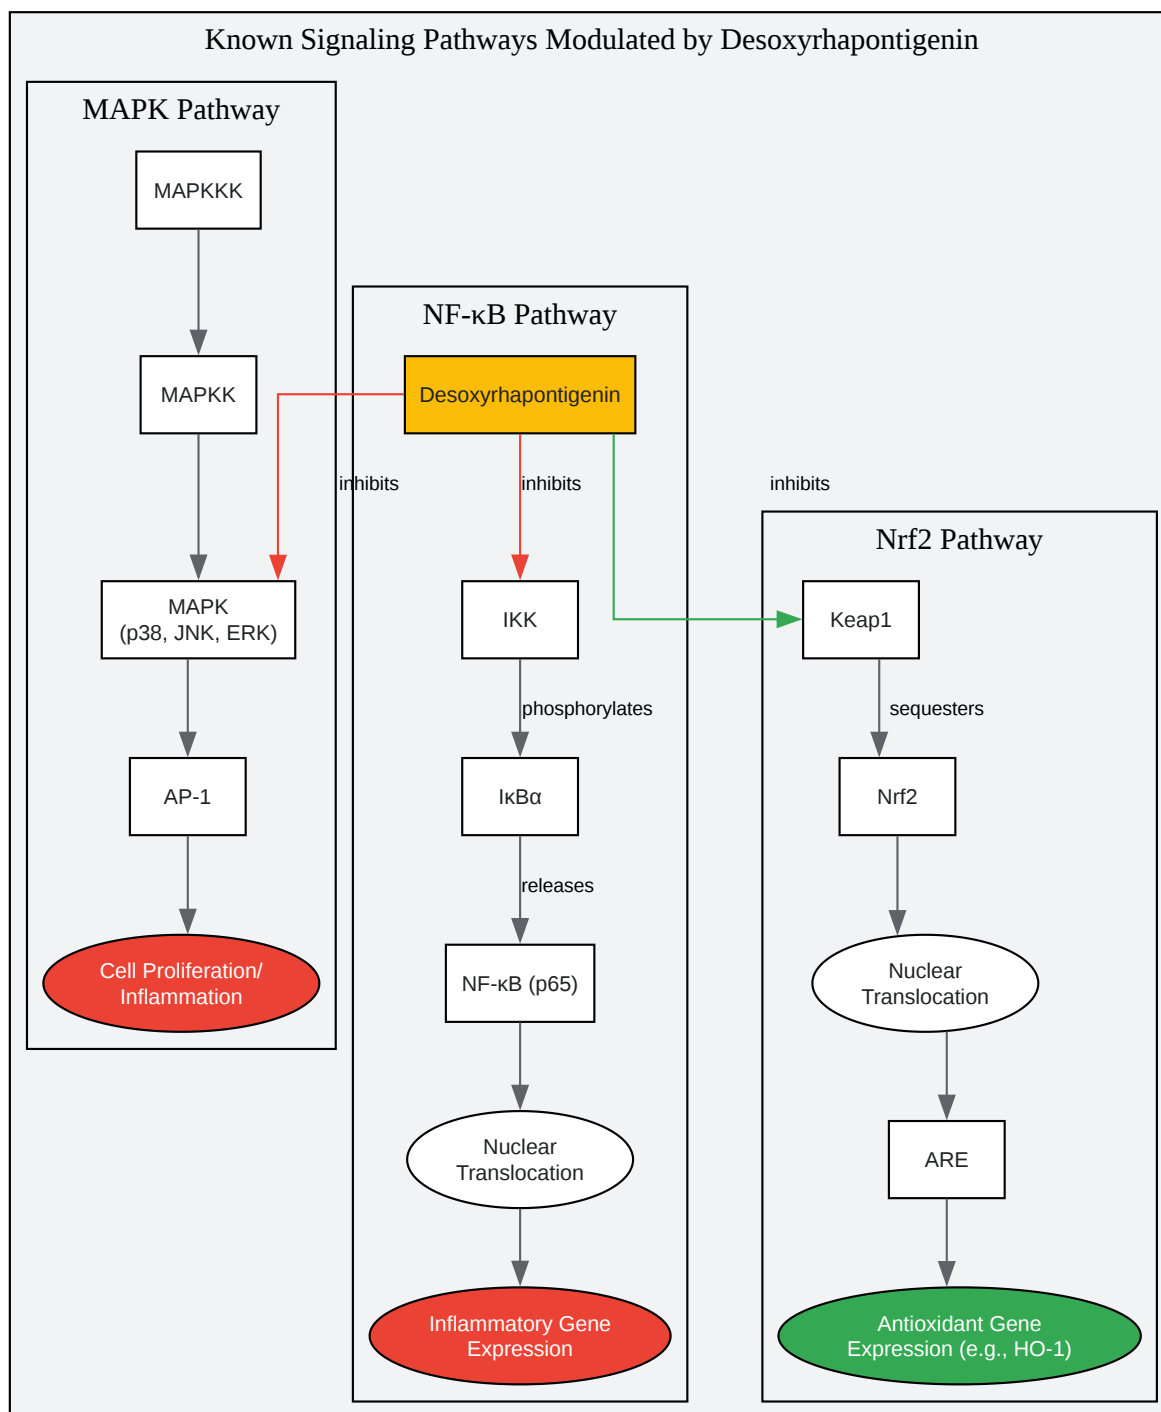 Known Signaling Pathways Modulated by Desoxyrhapontigenin
MAPK Pathway
MAPKKK
MAPKK
MAPK
(p38, JNK, ERK)
AP-1
Cell Proliferation/
Inflammation
NF-κB Pathway
Desoxyrhapontigenin
inhibits
inhibits
inhibits
IKK
phosphorylates
IκBα
releases
NF-κB (p65)
Nuclear
Translocation
Inflammatory Gene
Expression
Nrf2 Pathway
Keap1
sequesters
Nrf2
Nuclear
Translocation
ARE
Antioxidant Gene
Expression (e.g., HO-1)